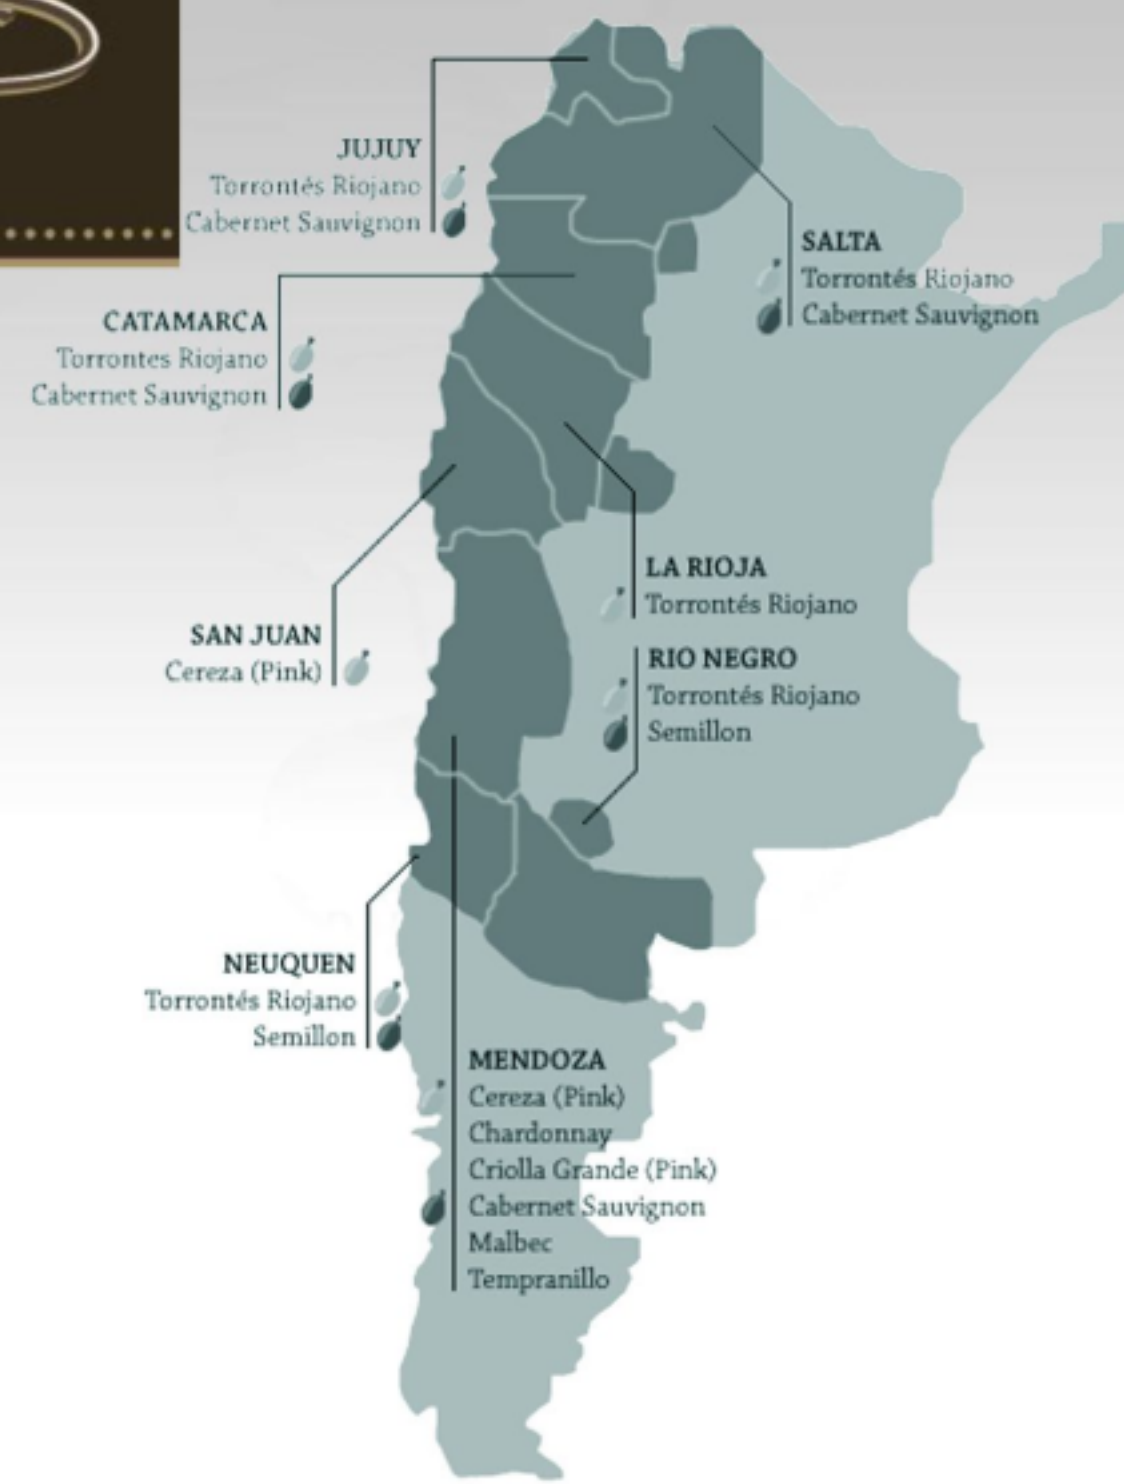 JUJUY
Torrontés Riojano
Cabernet Sauvignon
SALTA
Torrontés Riojano
Cabernet Sauvignon
CATAMARCA
Torrontes Riojano
Cabernet Sauvignon
LA RIOJA
Torrontés Riojano
SAN JUAN
Cereza (Pink)
RIO NEGRO
Torrontés Riojano
Semillon
NEUQUEN
Torrontés Riojano
Semillon
MENDOZA
Cereza (Pink)
Chardonnay
Criolla Grande (Pink)
Cabernet Sauvignon
Malbec
Tempranillo